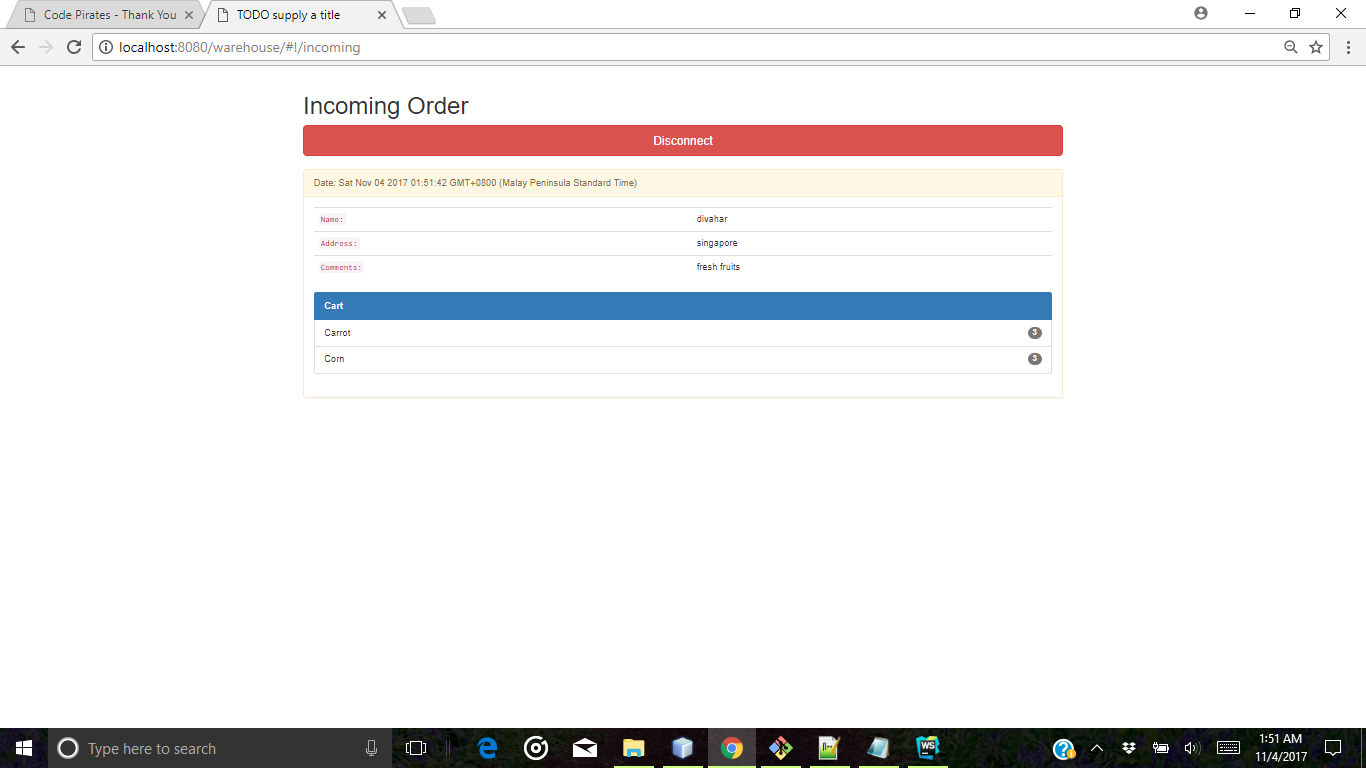 Code Pirates - Thank You
TODO supply a title
localhost:8080/warehouse/#!/incoming
Incoming Order
Disconnect
Date: Sat Nov 04 2017 01:51:42 GMT+0800 (Malay Peninsula Standard Time)
Name: divahar
Address: singapore
Comments: fresh fruits
Cart
Carrot 3
Corn 3
Type here to search
WS
1:51 AM
11/4/2017